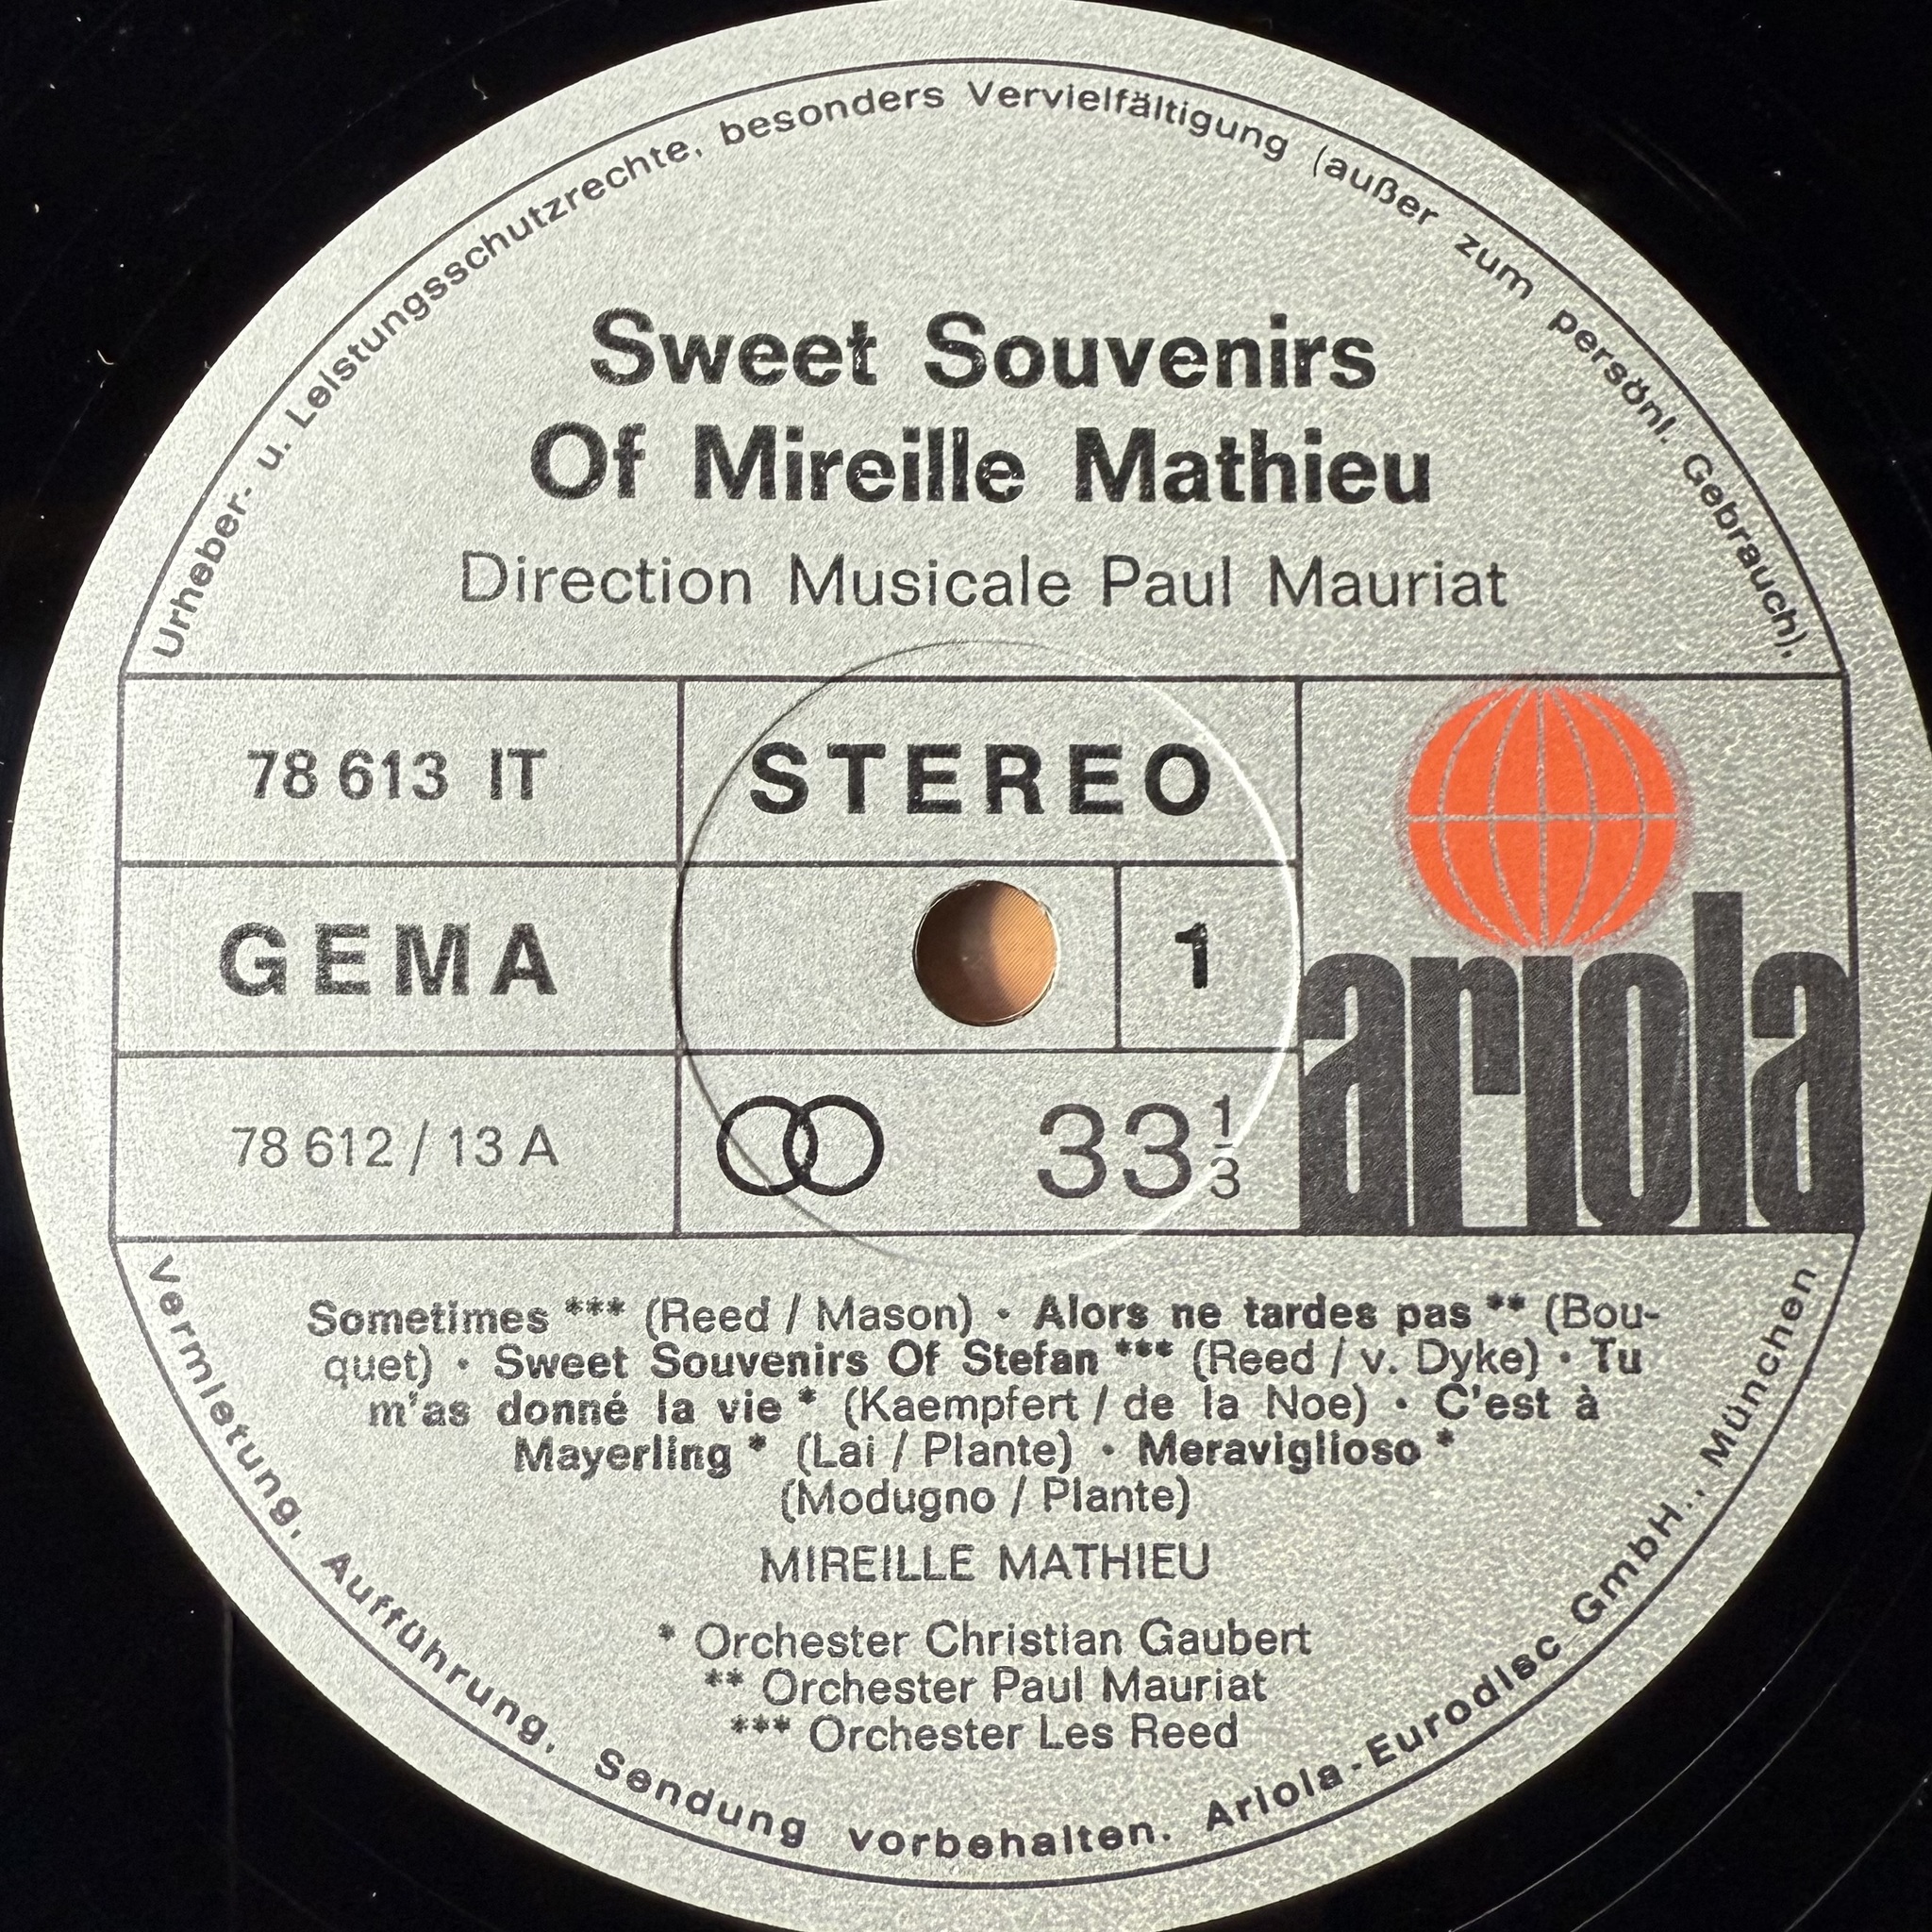 Urheber- u. Leistungsschutzrechte, besonders Vervielfältigung (außer zum persönl. Gebrauch),
Sweet Souvenirs
Of Mireille Mathieu
Direction Musicale Paul Mauriat
78 613 IT
STEREO
GEMA
1
78 612 / 13 A
33 1/3
ariola
Sometimes *** (Reed / Mason) • Alors ne tardes pas ** (Bou-
quet) • Sweet Souvenirs Of Stefan *** (Reed / v. Dyke) • Tu
m'as donné la vie * (Kaempfert / de la Noe) • C'est à
Mayerling * (Lai / Plante) • Meraviglioso *
(Modugno / Plante)
MIREILLE MATHIEU
* Orchester Christian Gaubert
** Orchester Paul Mauriat
*** Orchester Les Reed
Vermietung, Aufführung, Sendung vorbehalten. Ariola-Eurodisc GmbH., München